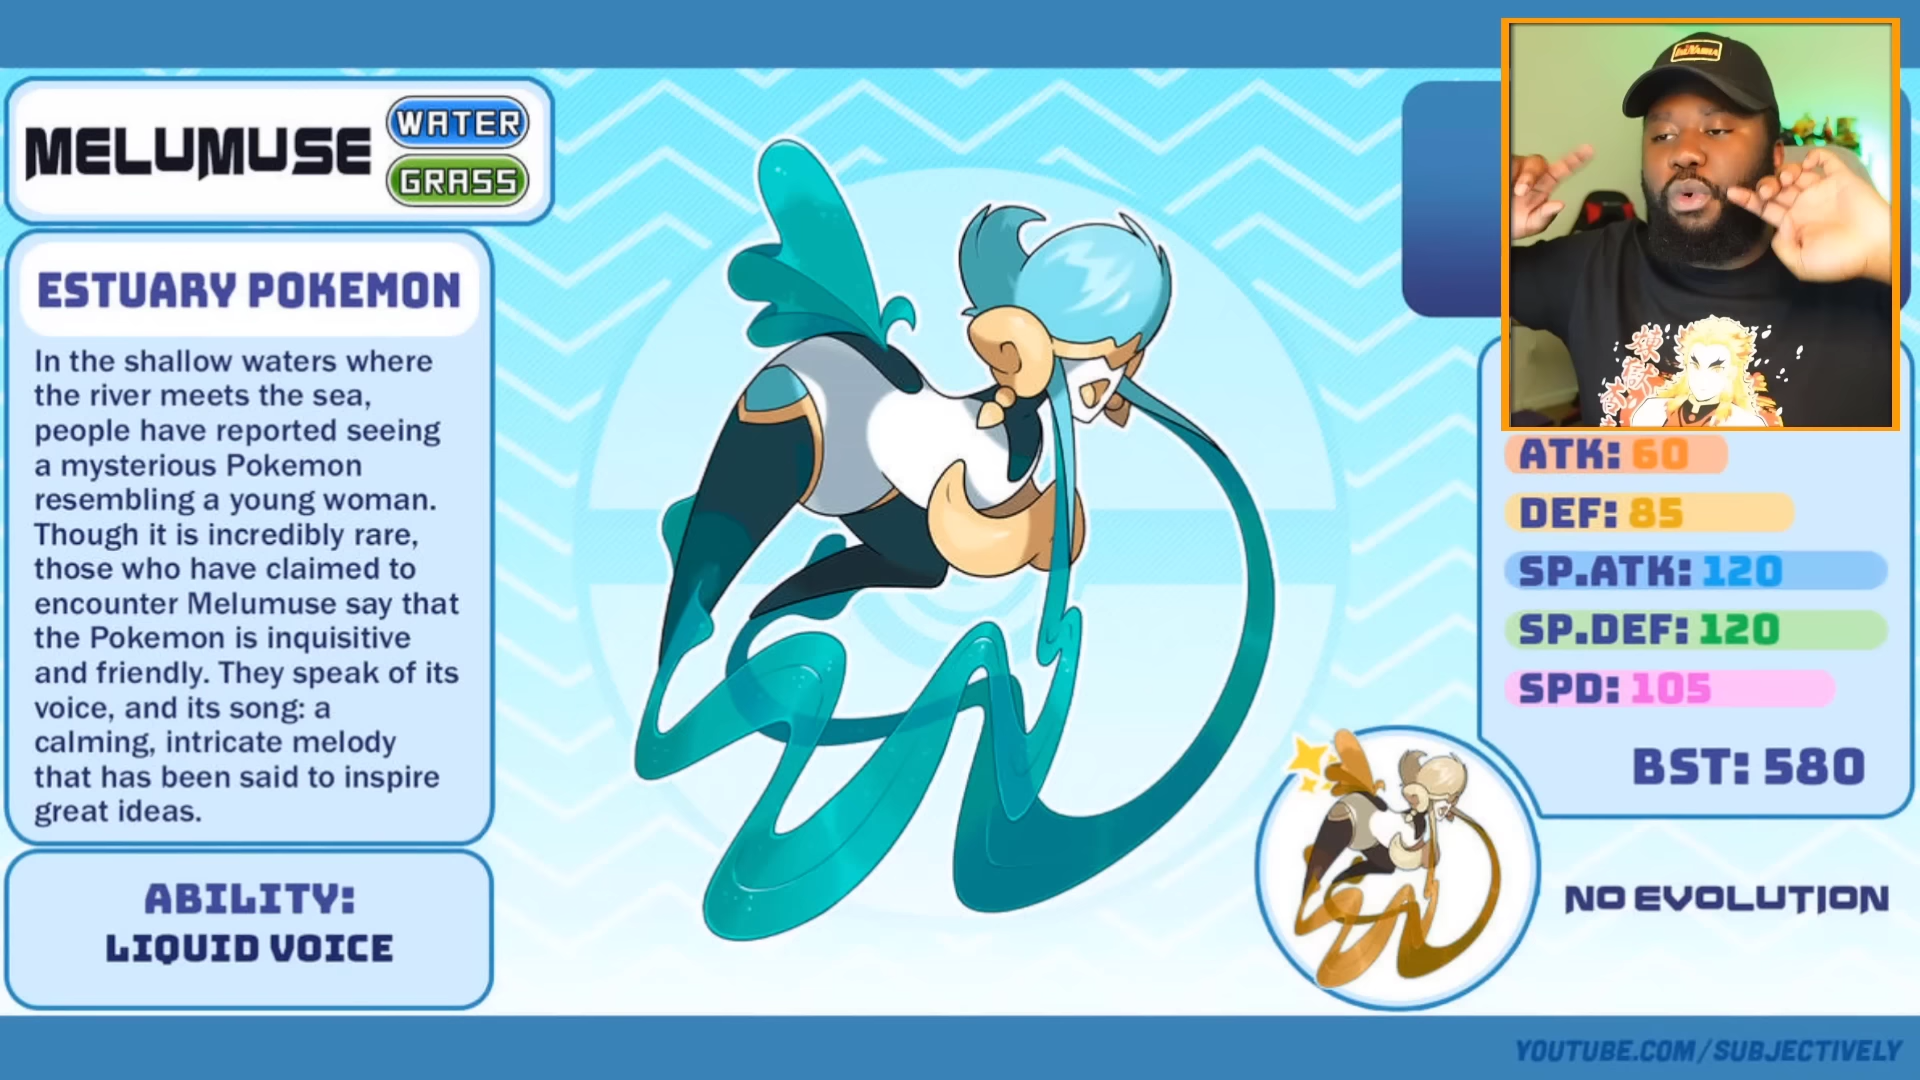 MELUMUSE
WATER
GRASS
ESTUARY POKEMON
In the shallow waters where
the river meets the sea,
people have reported seeing
a mysterious Pokemon
resembling a young woman.
Though it is incredibly rare,
those who have claimed to
encounter Melumuse say that
the Pokemon is inquisitive
and friendly. They speak of its
voice, and its song: a
calming, intricate melody
that has been said to inspire
great ideas.
ABILITY:
LIQUID VOICE
ATK: 60
DEF: 85
SP.ATK: 120
SP.DEF: 120
SPD: 105
BST: 580
NO EVOLUTION
YOUTUBE.COM/SUBJECTIVELY